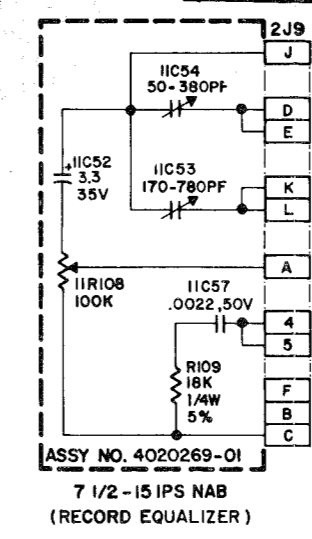 2J9
J
11C54
50-380PF
D
E
+11C52
3.3
35V
11C53
170-780PF
K
L
A
11R108
100K
11C57
.0022,50V
4
5
R109
18K
1/4W
5%
F
B
C
ASSY NO. 4020269-01
7 1/2-15 IPS NAB
(RECORD EQUALIZER)